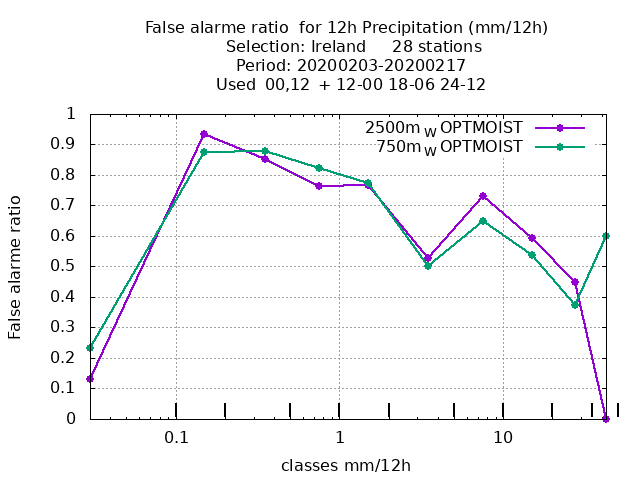 False alarme ratio  for 12h Precipitation (mm/12h)
Selection: Ireland     28 stations
Period: 20200203-20200217
Used  00,12  + 12-00 18-06 24-12
2500m W OPTMOIST
750m W OPTMOIST
1
0.9
0.8
0.7
0.6
0.5
0.4
0.3
0.2
0.1
0
False alarme ratio
0.1 1 10
classes mm/12h